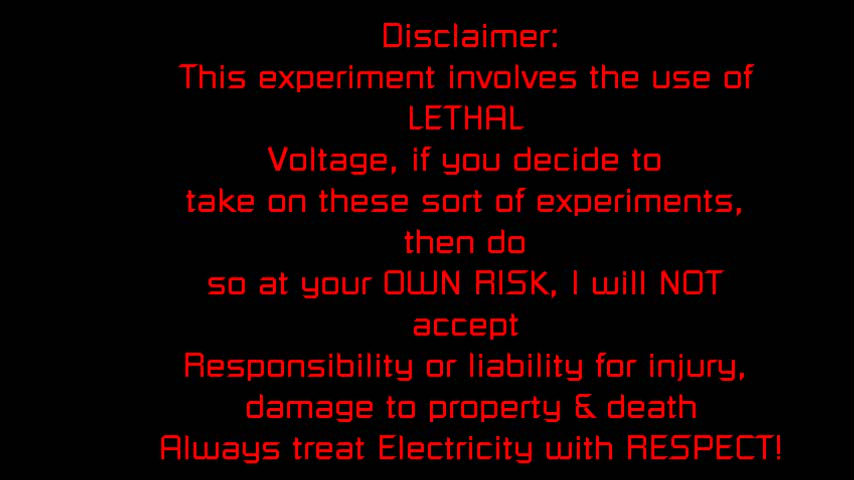 Disclaimer:
This experiment involves the use of
LETHAL
Voltage, if you decide to
take on these sort of experiments,
then do
so at your OWN RISK, I will NOT
accept
Responsibility or liability for injury,
damage to property & death
Always treat Electricity with RESPECT!